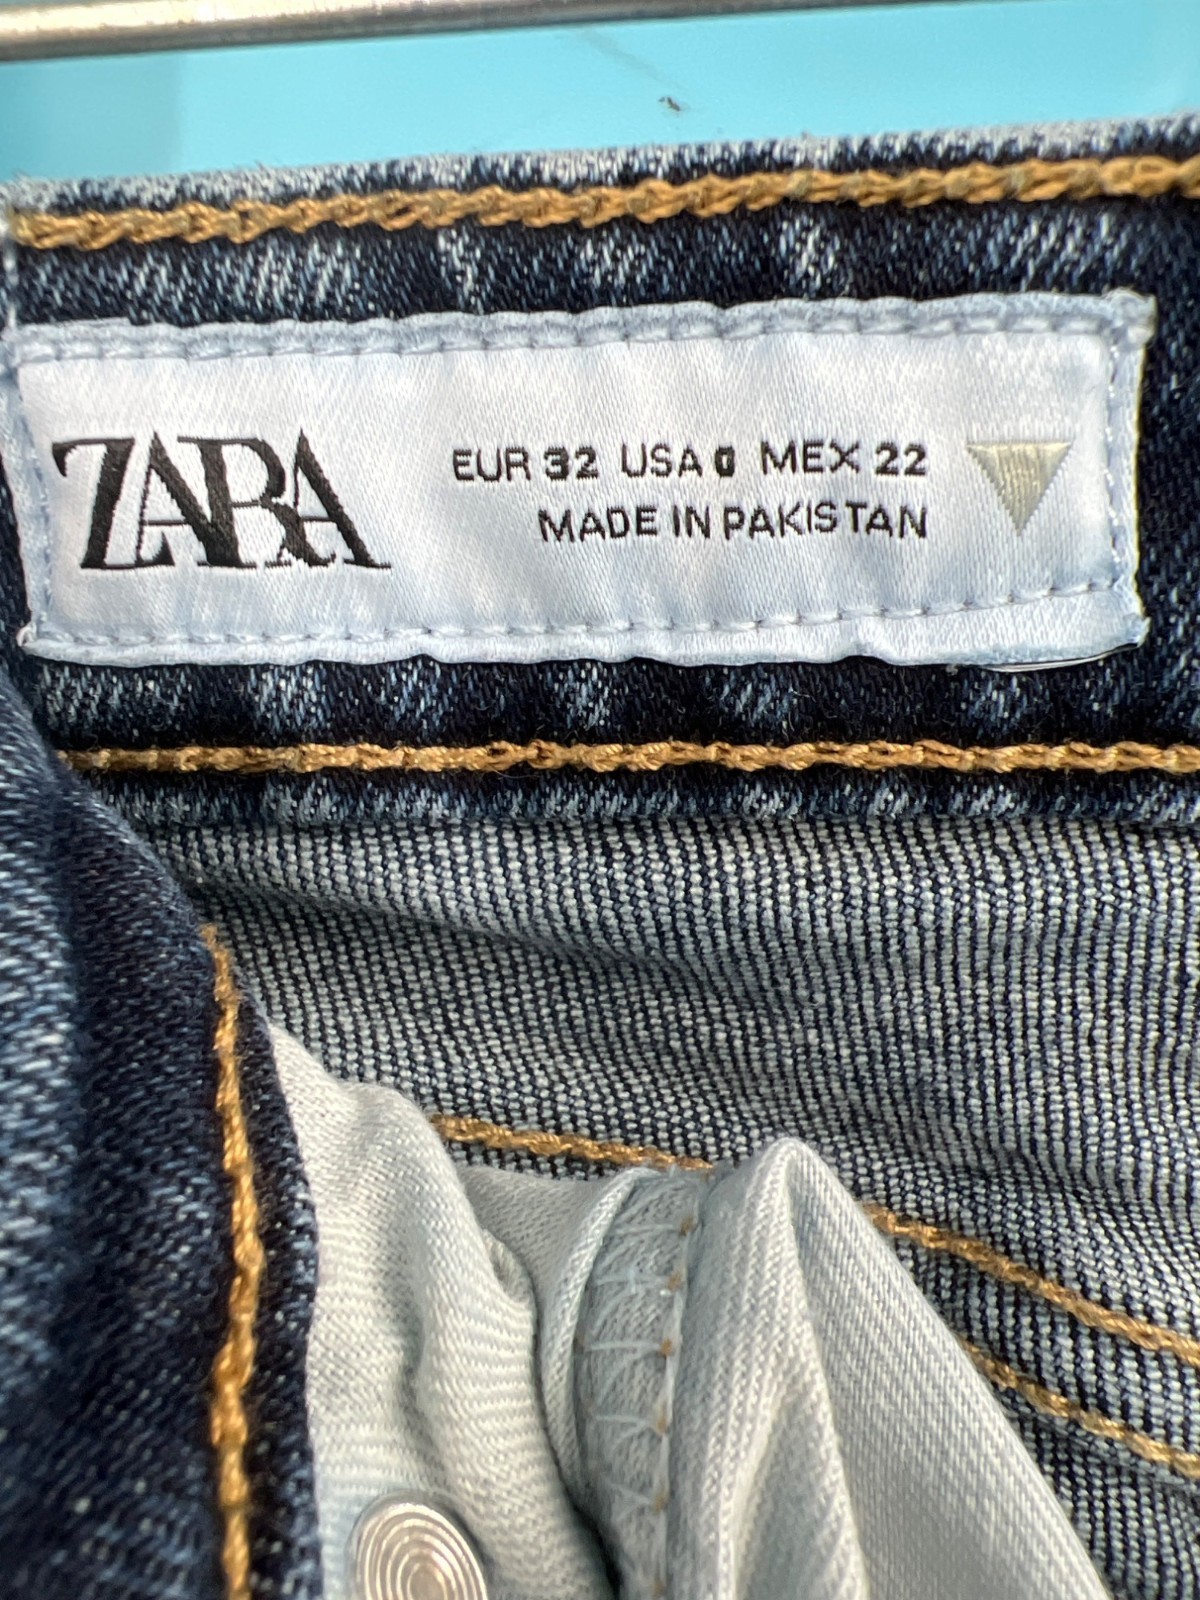 ZARA
EUR 32 USA 0 MEX 22
MADE IN PAKISTAN